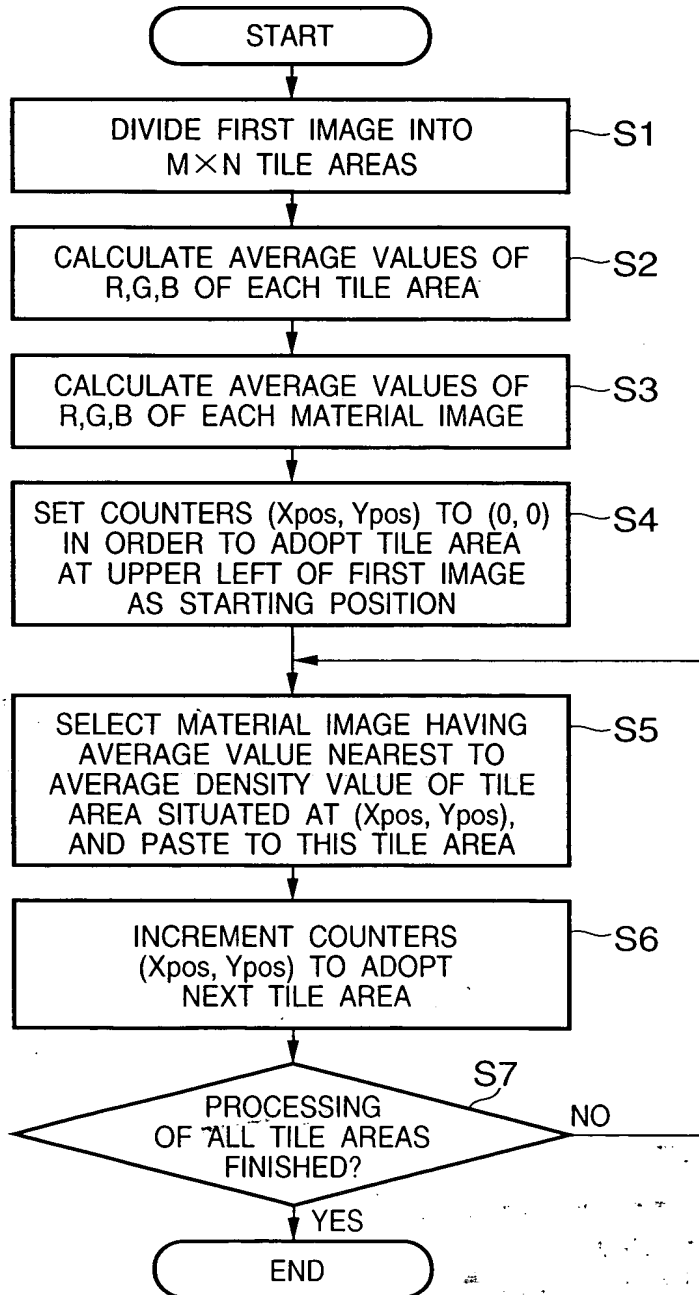 START
DIVIDE FIRST IMAGE INTO
M×N TILE AREAS
S1
CALCULATE AVERAGE VALUES OF
R,G,B OF EACH TILE AREA
S2
CALCULATE AVERAGE VALUES OF
R,G,B OF EACH MATERIAL IMAGE
S3
SET COUNTERS (Xpos, Ypos) TO (0, 0)
IN ORDER TO ADOPT TILE AREA
AT UPPER LEFT OF FIRST IMAGE
AS STARTING POSITION
S4
SELECT MATERIAL IMAGE HAVING
AVERAGE VALUE NEAREST TO
AVERAGE DENSITY VALUE OF TILE
AREA SITUATED AT (Xpos, Ypos),
AND PASTE TO THIS TILE AREA
S5
INCREMENT COUNTERS
(Xpos, Ypos) TO ADOPT
NEXT TILE AREA
S6
S7
PROCESSING
OF ALL TILE AREAS
FINISHED?
NO
YES
END